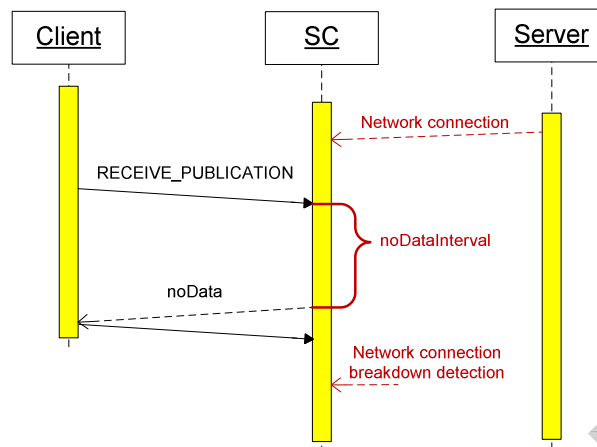 Client
SC
Server
Network connection
RECEIVE_PUBLICATION
noDataInterval
noData
Network connection
breakdown detection